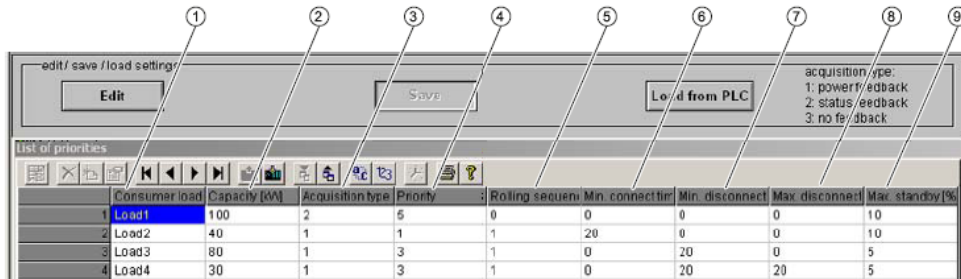 1 2 3 4 5 6 7 8 9
edit / save / load settings
Edit
Save
Load from PLC
acquisition type:
1: power feedback
2: status feedback
3: no feedback
List of priorities
Consumer load Capacity [kW] Acquisition type Priority Rolling sequen Min. connect tim Min. disconnect Max. disconnect Max. standby [%
1 Load1 100 2 5 0 0 0 0 10
2 Load2 40 1 1 1 20 0 0 10
3 Load3 80 1 3 1 0 20 0 5
4 Load4 30 1 3 1 0 20 20 5